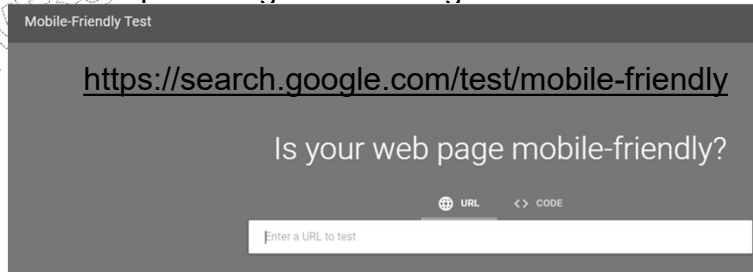 Mobile-Friendly Test
https://search.google.com/test/mobile-friendly
Is your web page mobile-friendly?
URL <> CODE
Enter a URL to test